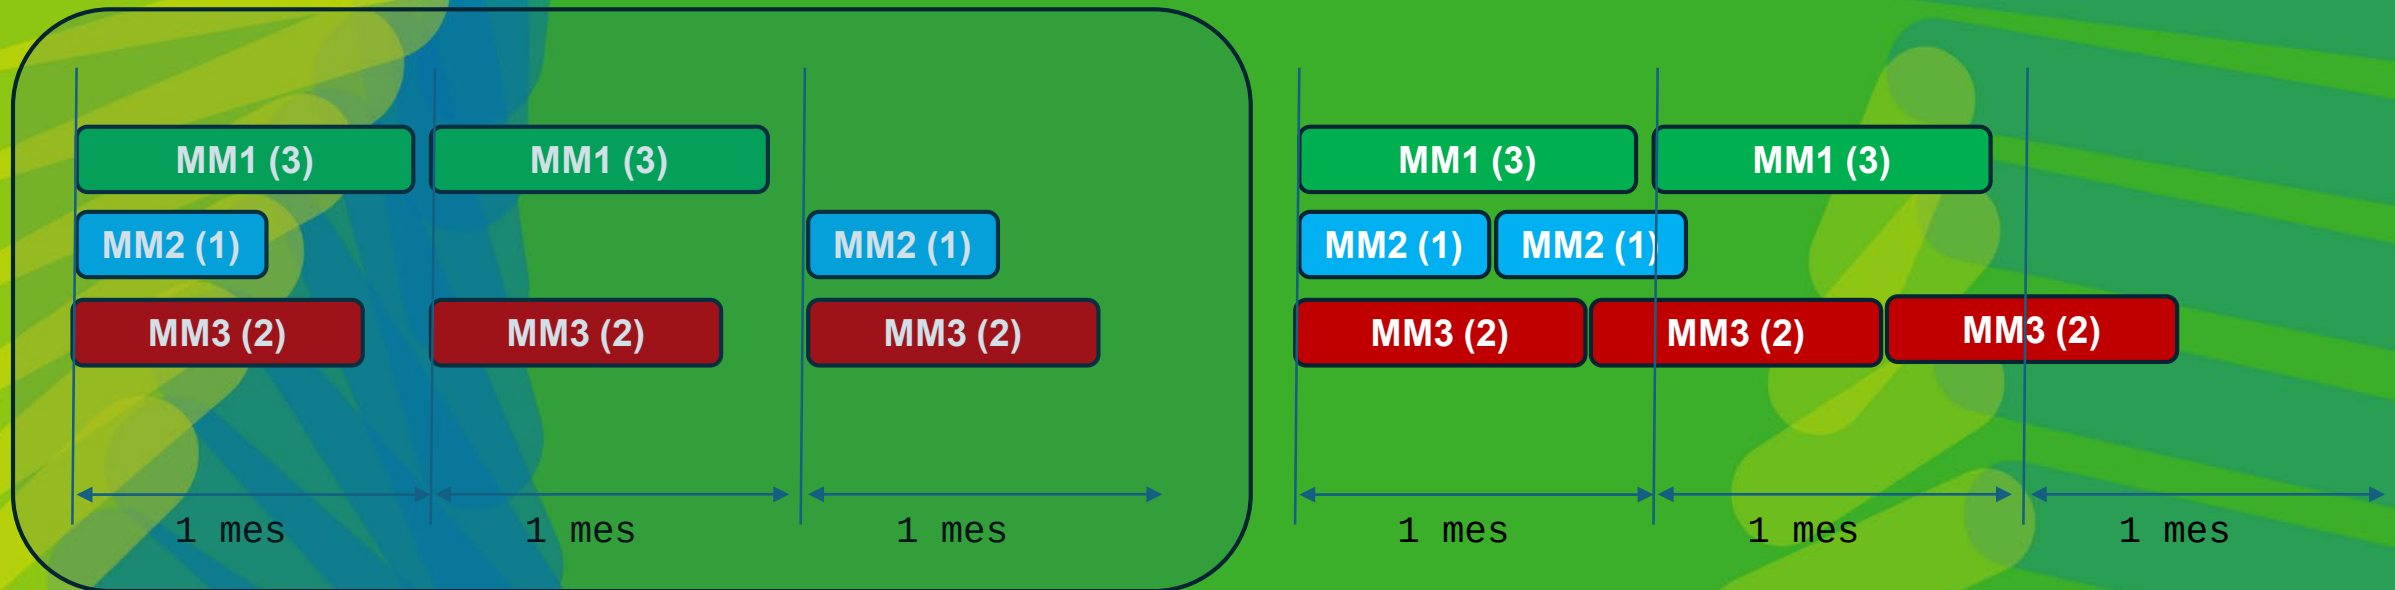 MM1 (3) MM1 (3) MM1 (3) MM1 (3)
MM2 (1) MM2 (1) MM2 (1) MM2 (1)
MM3 (2) MM3 (2) MM3 (2) MM3 (2) MM3 (2) MM3 (2)
1 mes 1 mes 1 mes 1 mes 1 mes 1 mes